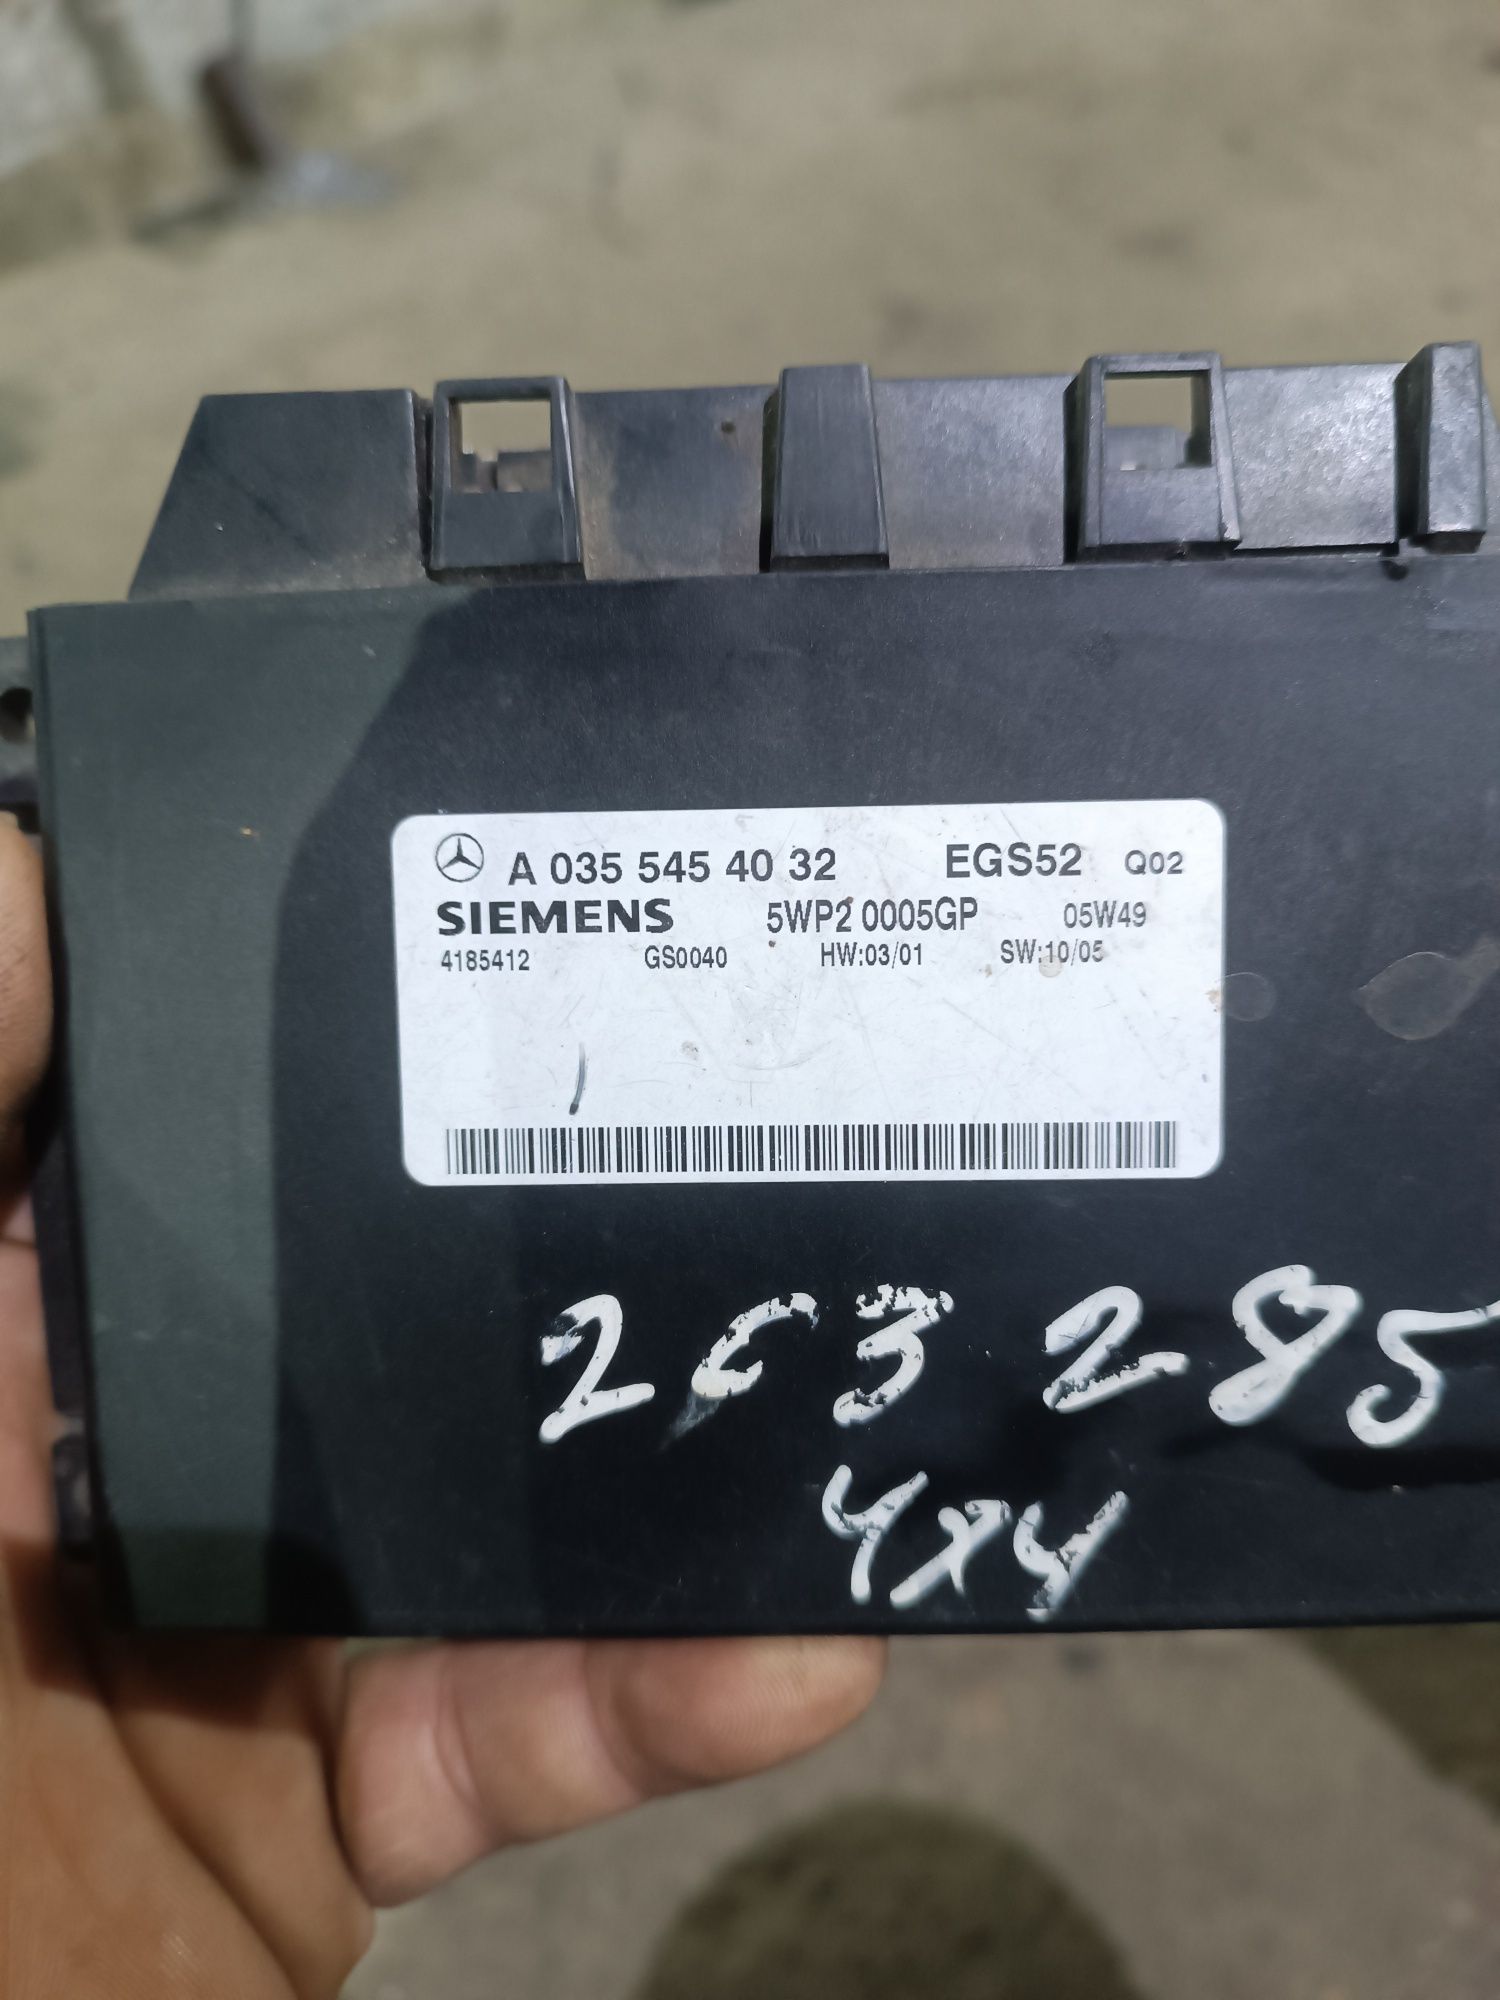 A 035 545 40 32 EGS52 Q02
SIEMENS 5WP2 0005GP 05W49
4185412 GS0040 HW:03/01 SW:10/05
203 285
4x4